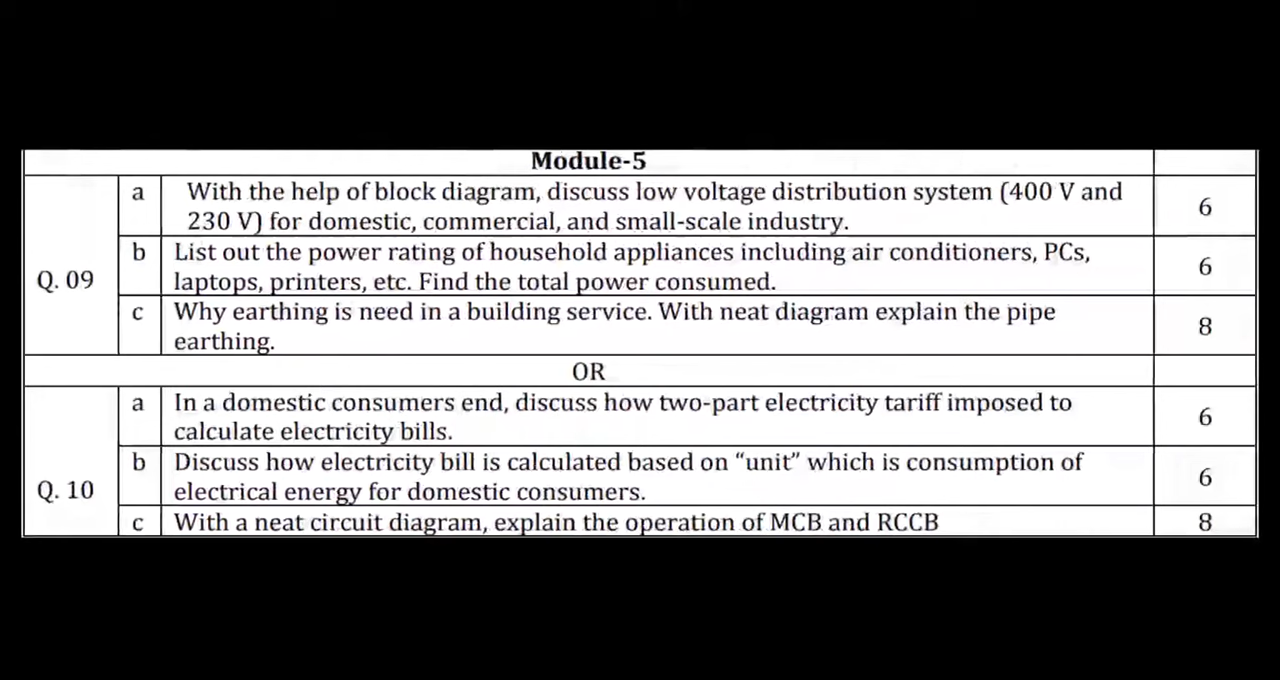 Module-5
Q. 09
a With the help of block diagram, discuss low voltage distribution system (400 V and
230 V) for domestic, commercial, and small-scale industry. 6
b List out the power rating of household appliances including air conditioners, PCs,
laptops, printers, etc. Find the total power consumed. 6
c Why earthing is need in a building service. With neat diagram explain the pipe
earthing. 8
OR
Q. 10
a In a domestic consumers end, discuss how two-part electricity tariff imposed to
calculate electricity bills. 6
b Discuss how electricity bill is calculated based on “unit” which is consumption of
electrical energy for domestic consumers. 6
c With a neat circuit diagram, explain the operation of MCB and RCCB 8